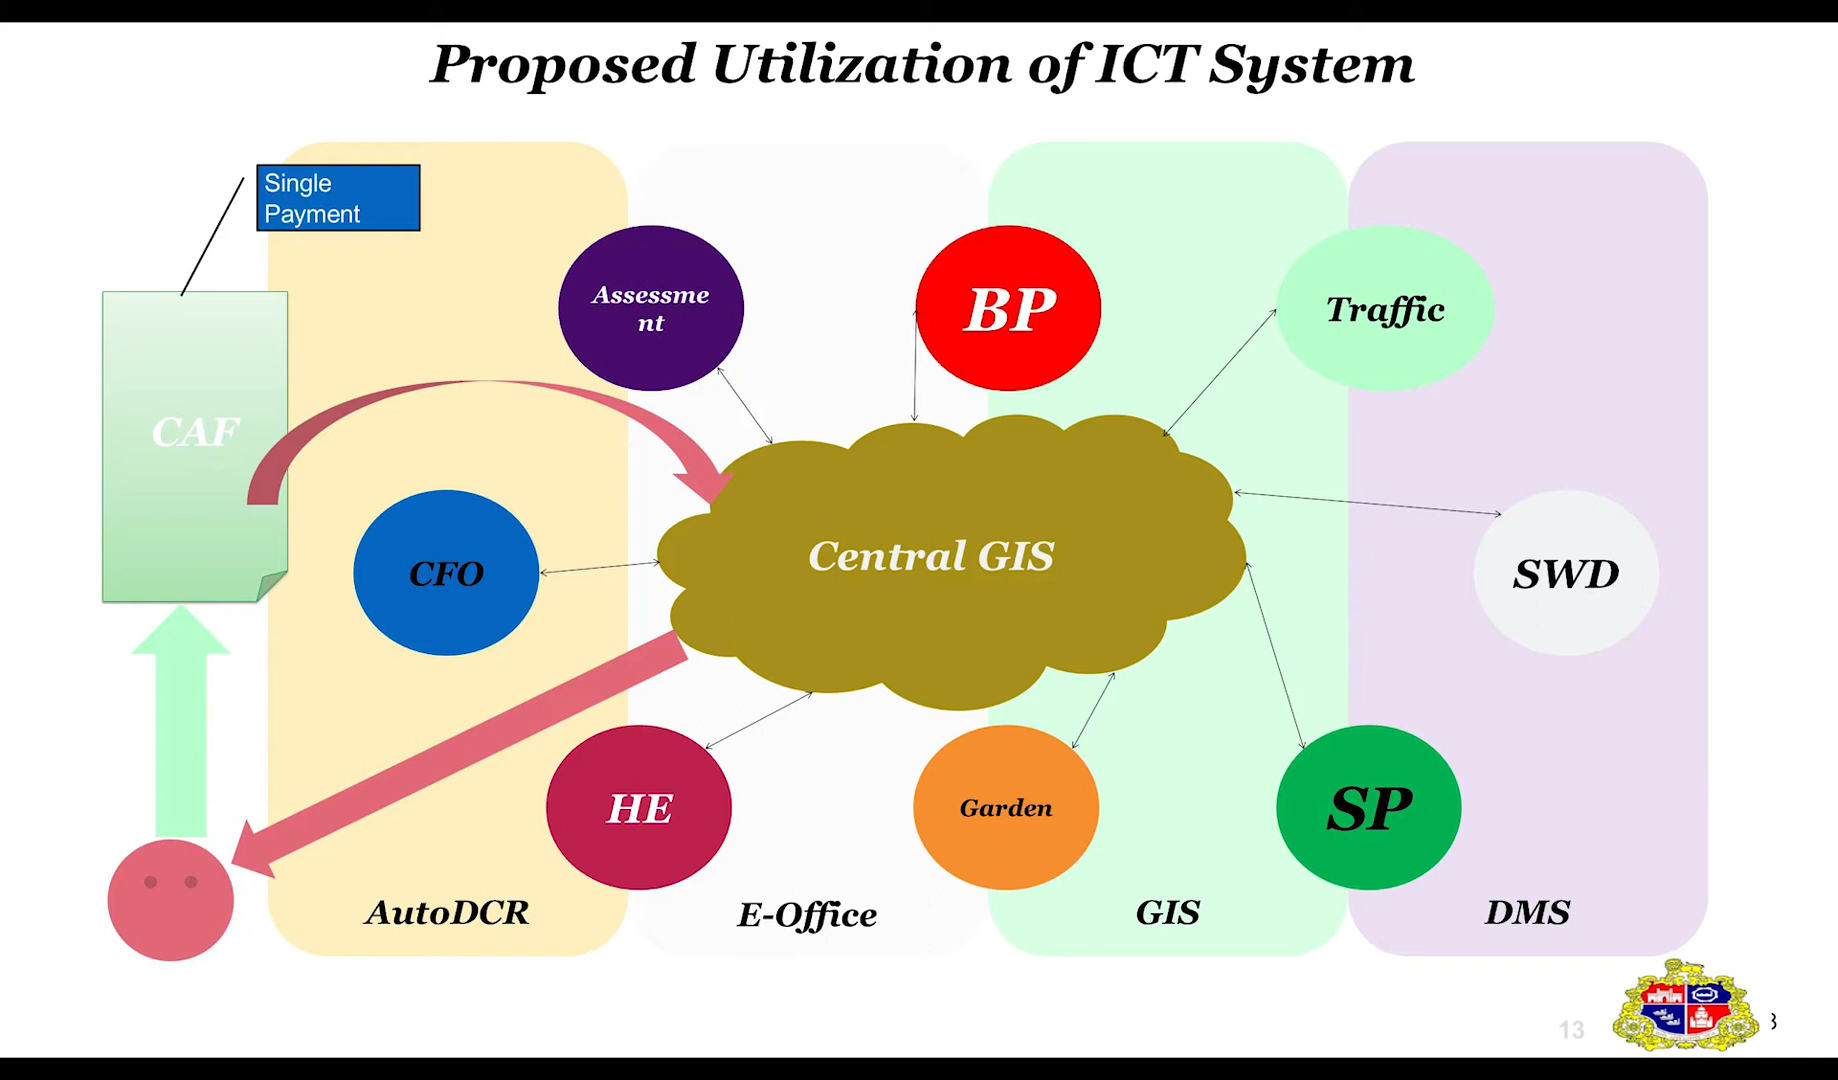 Proposed Utilization of ICT System
Single
Payment
Assessme
nt
BP
Traffic
CAF
Central GIS
CFO
SWD
HE
Garden
SP
AutoDCR
E-Office
GIS
DMS
13
3